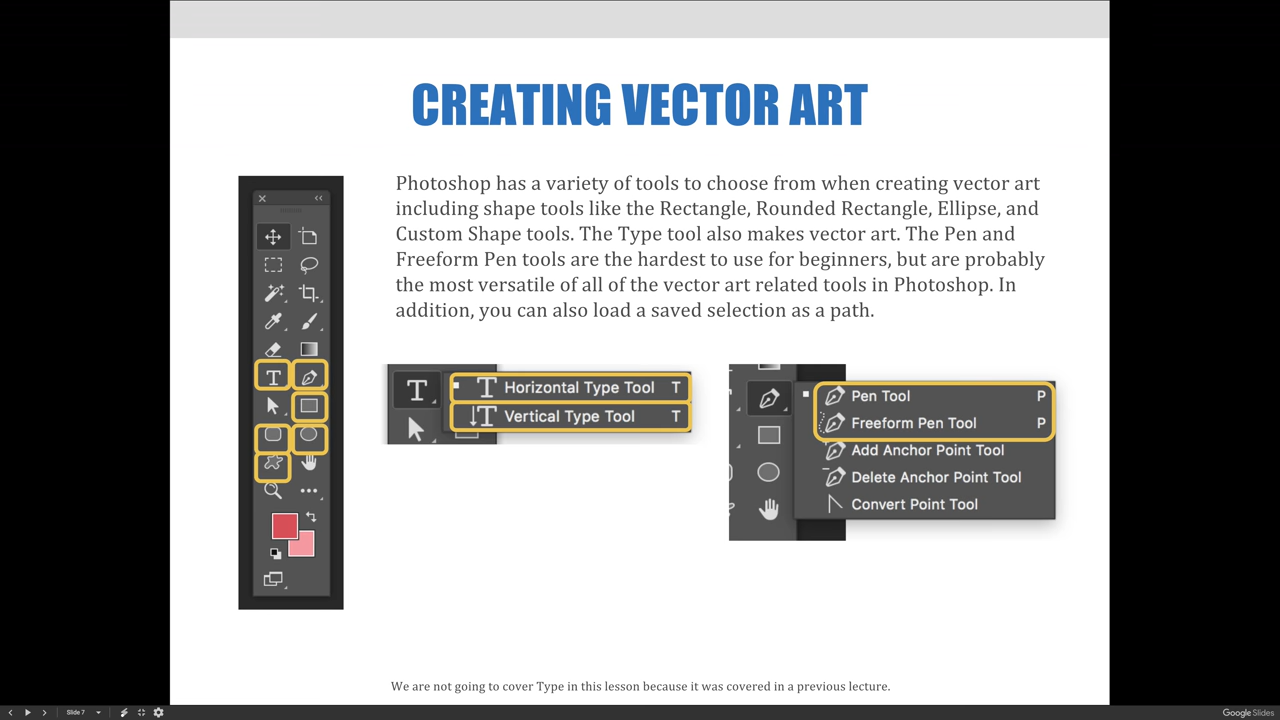 CREATING VECTOR ART
Photoshop has a variety of tools to choose from when creating vector art
including shape tools like the Rectangle, Rounded Rectangle, Ellipse, and
Custom Shape tools. The Type tool also makes vector art. The Pen and
Freeform Pen tools are the hardest to use for beginners, but are probably
the most versatile of all of the vector art related tools in Photoshop. In
addition, you can also load a saved selection as a path.
Horizontal Type Tool T
Vertical Type Tool T
Pen Tool P
Freeform Pen Tool P
Add Anchor Point Tool
Delete Anchor Point Tool
Convert Point Tool
We are not going to cover Type in this lesson because it was covered in a previous lecture.
Slide 7
Google Slides